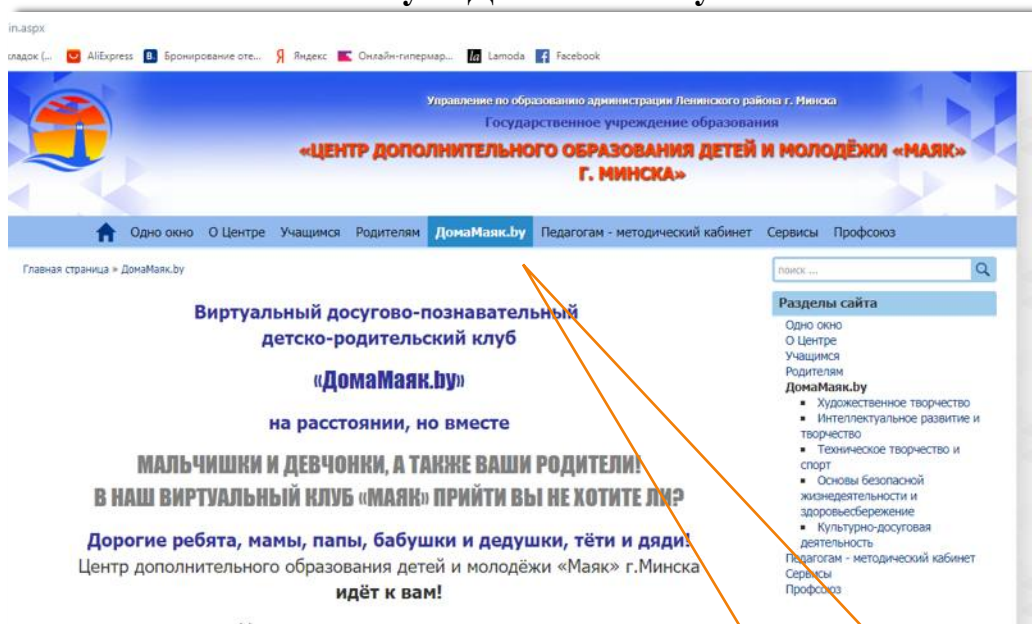 in.aspx
AliExpress Бронирование оте... Яндекс Онлайн-гипермар... Lamoda Facebook
Управление по образованию администрации Ленинского района г. Минска
Государственное учреждение образования
«ЦЕНТР ДОПОЛНИТЕЛЬНОГО ОБРАЗОВАНИЯ ДЕТЕЙ И МОЛОДЁЖИ «МАЯК»
Г. МИНСКА»
Одно окно О Центре Учащимся Родителям ДомаМаяк.by Педагогам - методический кабинет Сервисы Профсоюз
Главная страница » ДомаМаяк.by
Виртуальный досугово-познавательный
детско-родительский клуб
«ДомаМаяк.by»
на расстоянии, но вместе
МАЛЬЧИШКИ И ДЕВЧОНКИ, А ТАКЖЕ ВАШИ РОДИТЕЛИ!
В НАШ ВИРТУАЛЬНЫЙ КЛУБ «МАЯК» ПРИЙТИ ВЫ НЕ ХОТИТЕ ЛИ?
Дорогие ребята, мамы, папы, бабушки и дедушки, тёти и дяди!
Центр дополнительного образования детей и молодёжи «Маяк» г.Минска
идёт к вам!
поиск ...
Разделы сайта
Одно окно
О Центре
Учащимся
Родителям
ДомаМаяк.by
▪ Художественное творчество
▪ Интеллектуальное развитие и
творчество
▪ Техническое творчество и
спорт
▪ Основы безопасной
жизнедеятельности и
здоровьесбережение
▪ Культурно-досуговая
деятельность
Педагогам - методический кабинет
Сервисы
Профсоюз